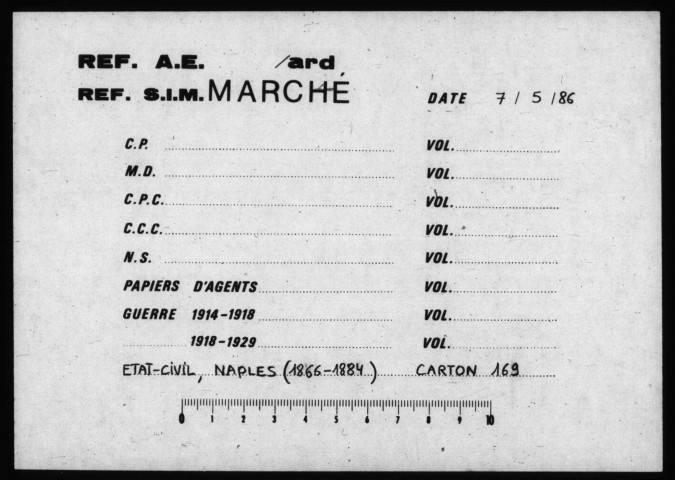 REF. A.E. /ard
REF. S.I.M. MARCHÉ DATE 7/5/86
C.P. VOL.
M.D. VOL.
C.P.C. VOL.
C.C.C. VOL.
N.S. VOL.
PAPIERS D'AGENTS VOL.
GUERRE 1914-1918 VOL.
1918-1929 VOL.
ETAT-CIVIL, NAPLES (1866-1884) CARTON 169
0 1 2 3 4 5 6 7 8 9 10